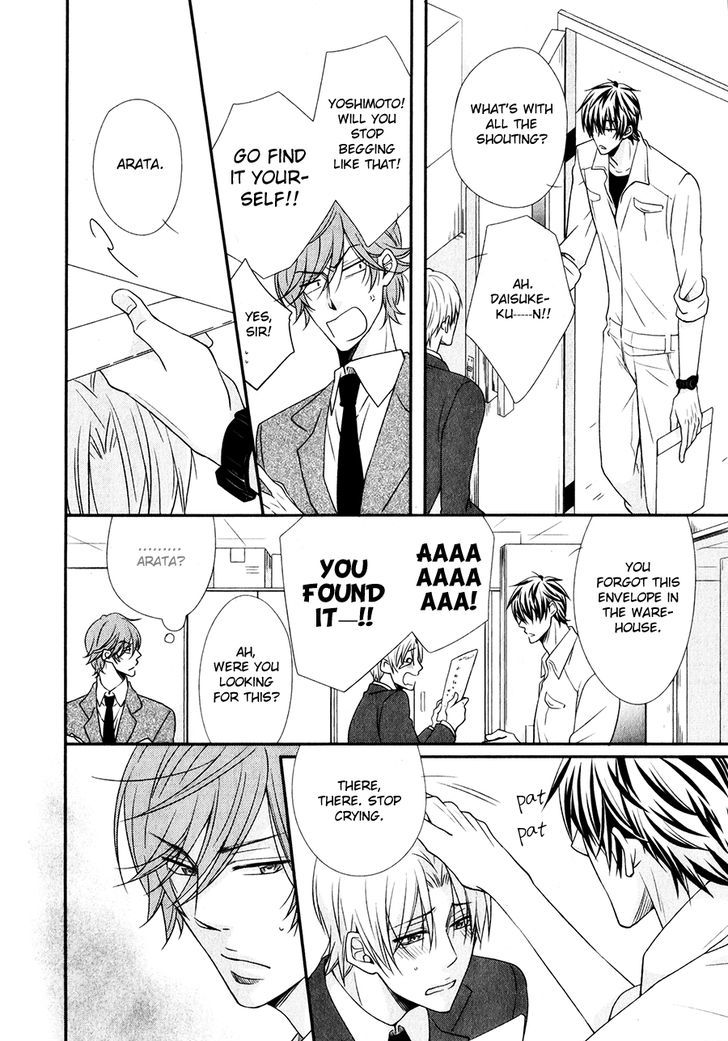 WHAT'S WITH
ALL THE
SHOUTING?
AH.
DAISUKE-
KU-----N!!
YOSHIMOTO!
WILL YOU
STOP
BEGGING
LIKE THAT!
GO FIND
IT YOUR-
SELF!!
YES,
SIR!
ARATA.
YOU
FORGOT THIS
ENVELOPE
IN THE WARE-
HOUSE.
AAAA
AAAA
AAA!
YOU
FOUND
IT—!!
AH,
WERE YOU
LOOKING
FOR THIS?
.........
ARATA?
pat
pat
THERE,
THERE. STOP
CRYING.